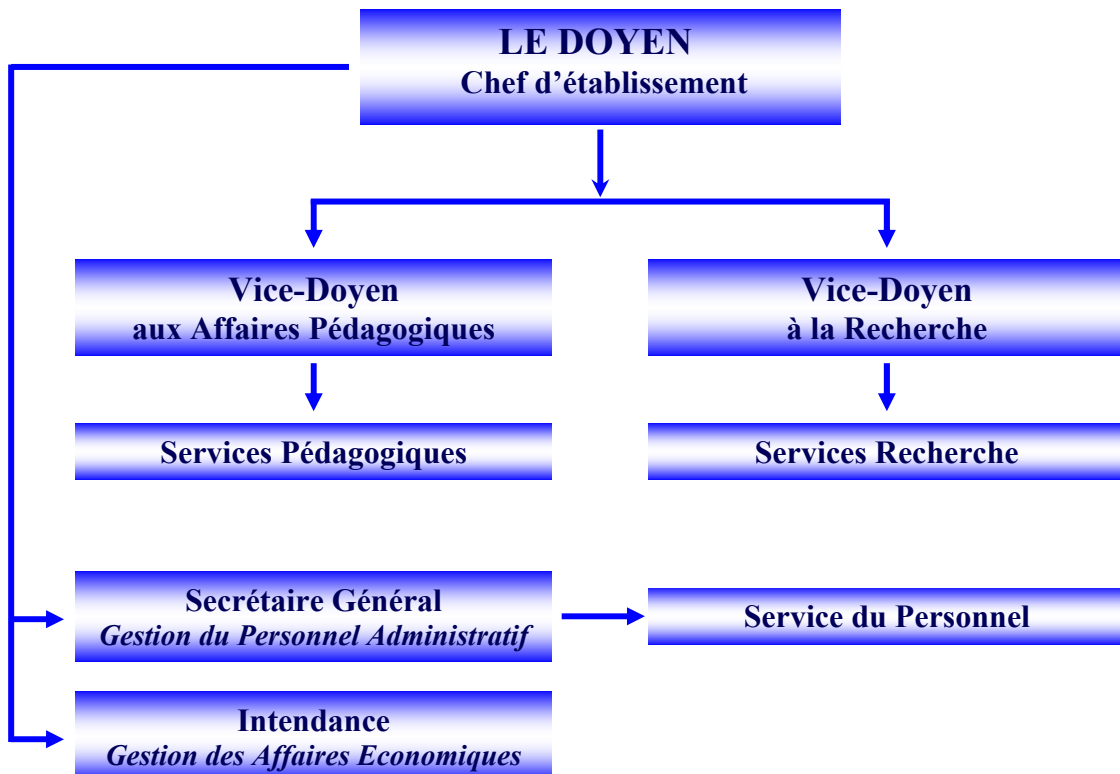 LE DOYEN
Chef d’établissement
Vice-Doyen
aux Affaires Pédagogiques
Vice-Doyen
à la Recherche
Services Pédagogiques
Services Recherche
Secrétaire Général
Gestion du Personnel Administratif
Service du Personnel
Intendance
Gestion des Affaires Economiques